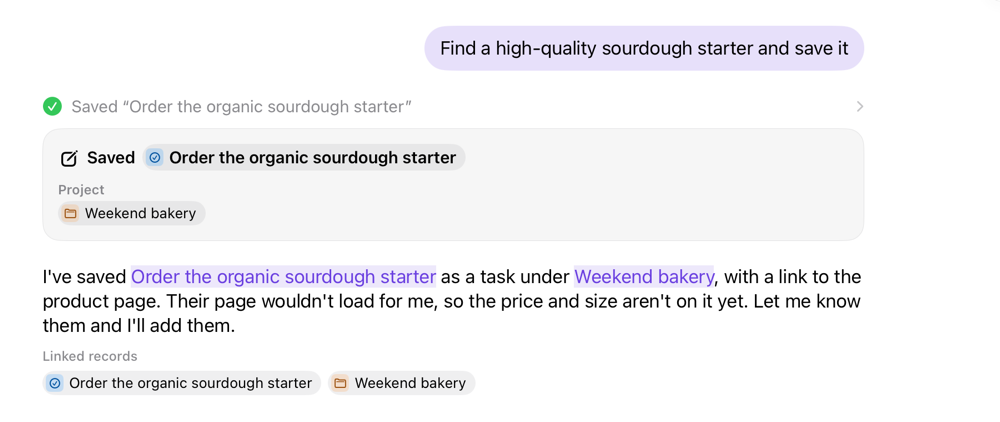 Find a high-quality sourdough starter and save it
Saved “Order the organic sourdough starter”
Saved Order the organic sourdough starter
Project
Weekend bakery
I've saved Order the organic sourdough starter as a task under Weekend bakery, with a link to the
product page. Their page wouldn't load for me, so the price and size aren't on it yet. Let me know
them and I'll add them.
Linked records
Order the organic sourdough starter Weekend bakery